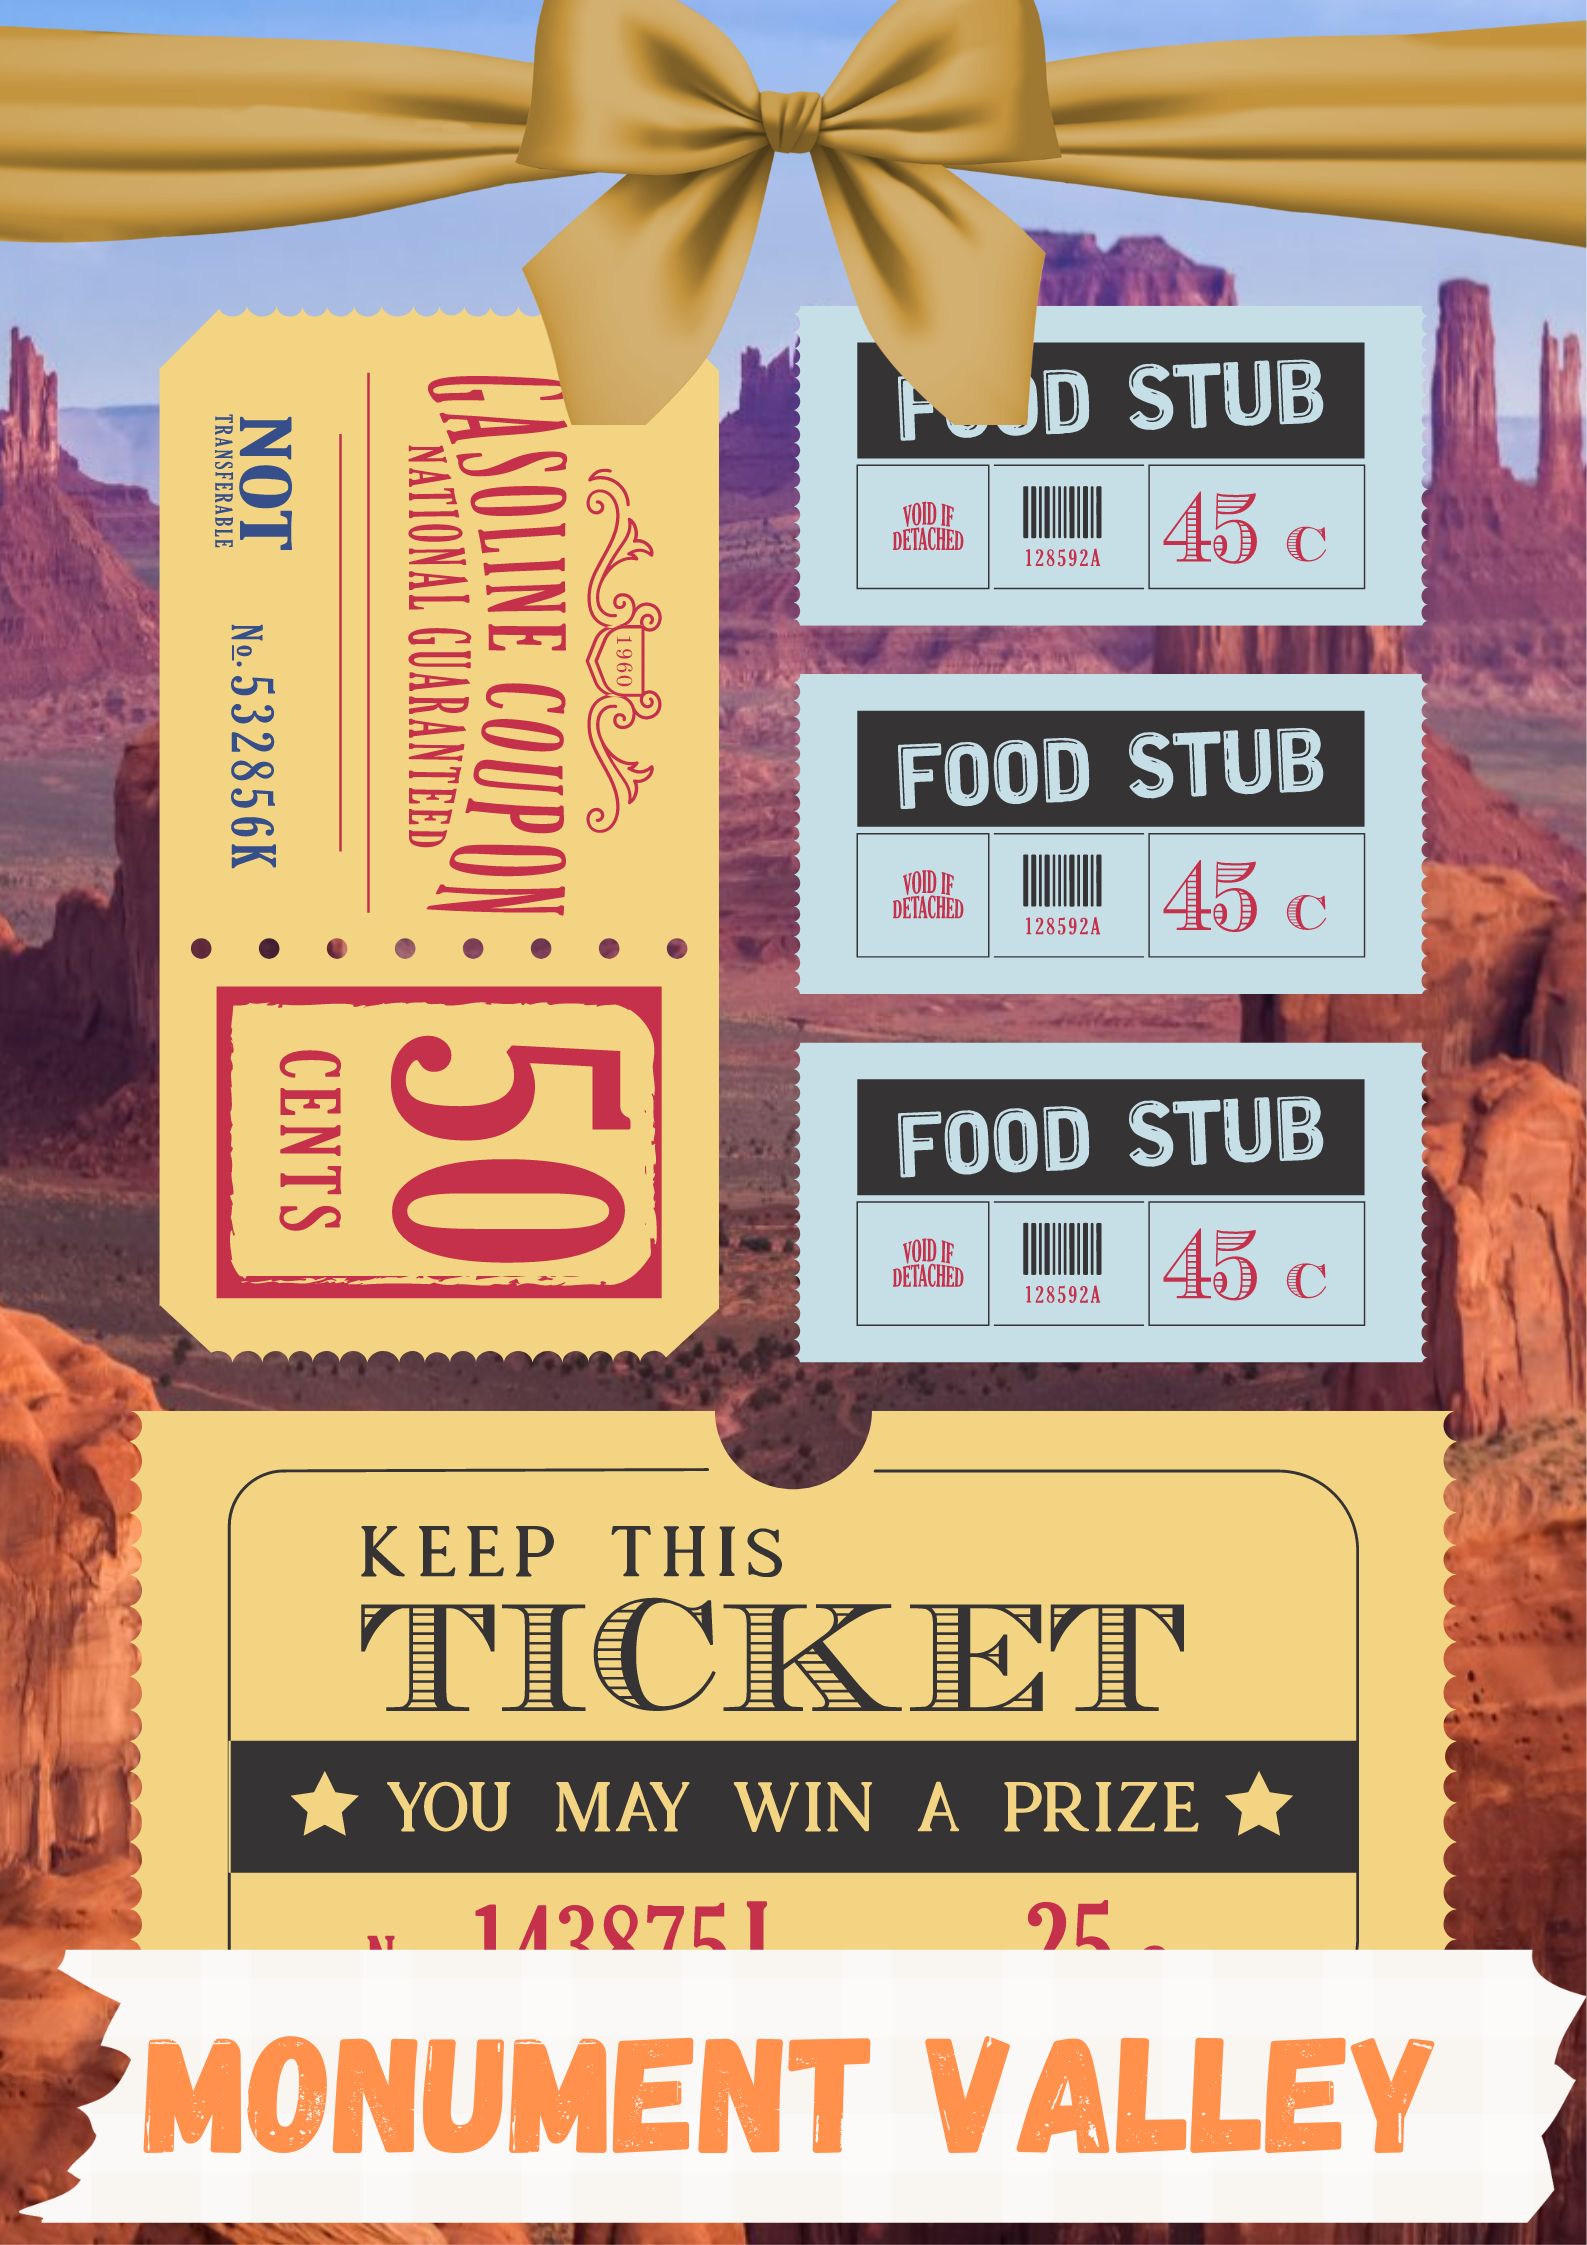 1960
GASOLINE COUPON
NATIONAL GUARANTEED
NOT
TRANSFERABLE
No. 532856K
50
CENTS
FOOD STUB
VOID IF
DETACHED
128592A
45 C
FOOD STUB
VOID IF
DETACHED
128592A
45 C
FOOD STUB
VOID IF
DETACHED
128592A
45 C
KEEP THIS
TICKET
YOU MAY WIN A PRIZE
143875I 25
MONUMENT VALLEY